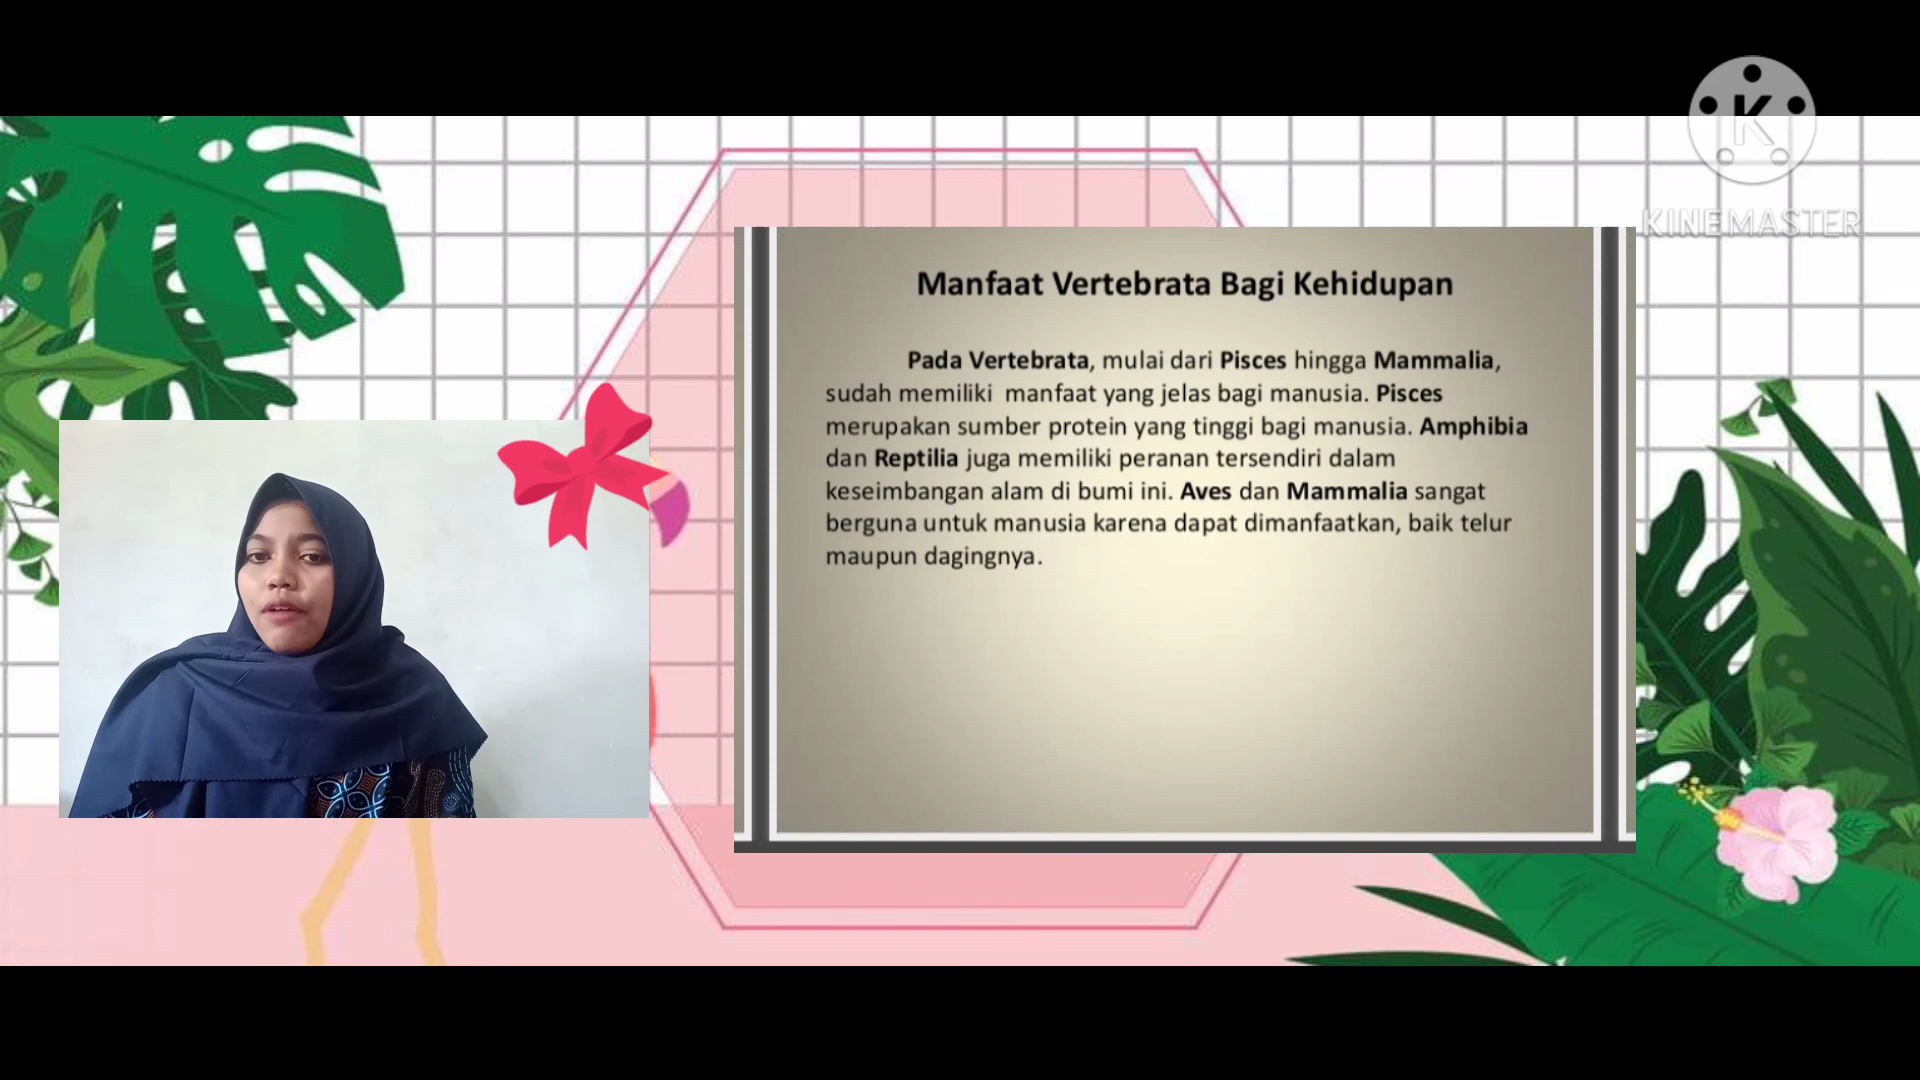 K
KINEMASTER
Manfaat Vertebrata Bagi Kehidupan
Pada Vertebrata, mulai dari Pisces hingga Mammalia,
sudah memiliki manfaat yang jelas bagi manusia. Pisces
merupakan sumber protein yang tinggi bagi manusia. Amphibia
dan Reptilia juga memiliki peranan tersendiri dalam
keseimbangan alam di bumi ini. Aves dan Mammalia sangat
berguna untuk manusia karena dapat dimanfaatkan, baik telur
maupun dagingnya.